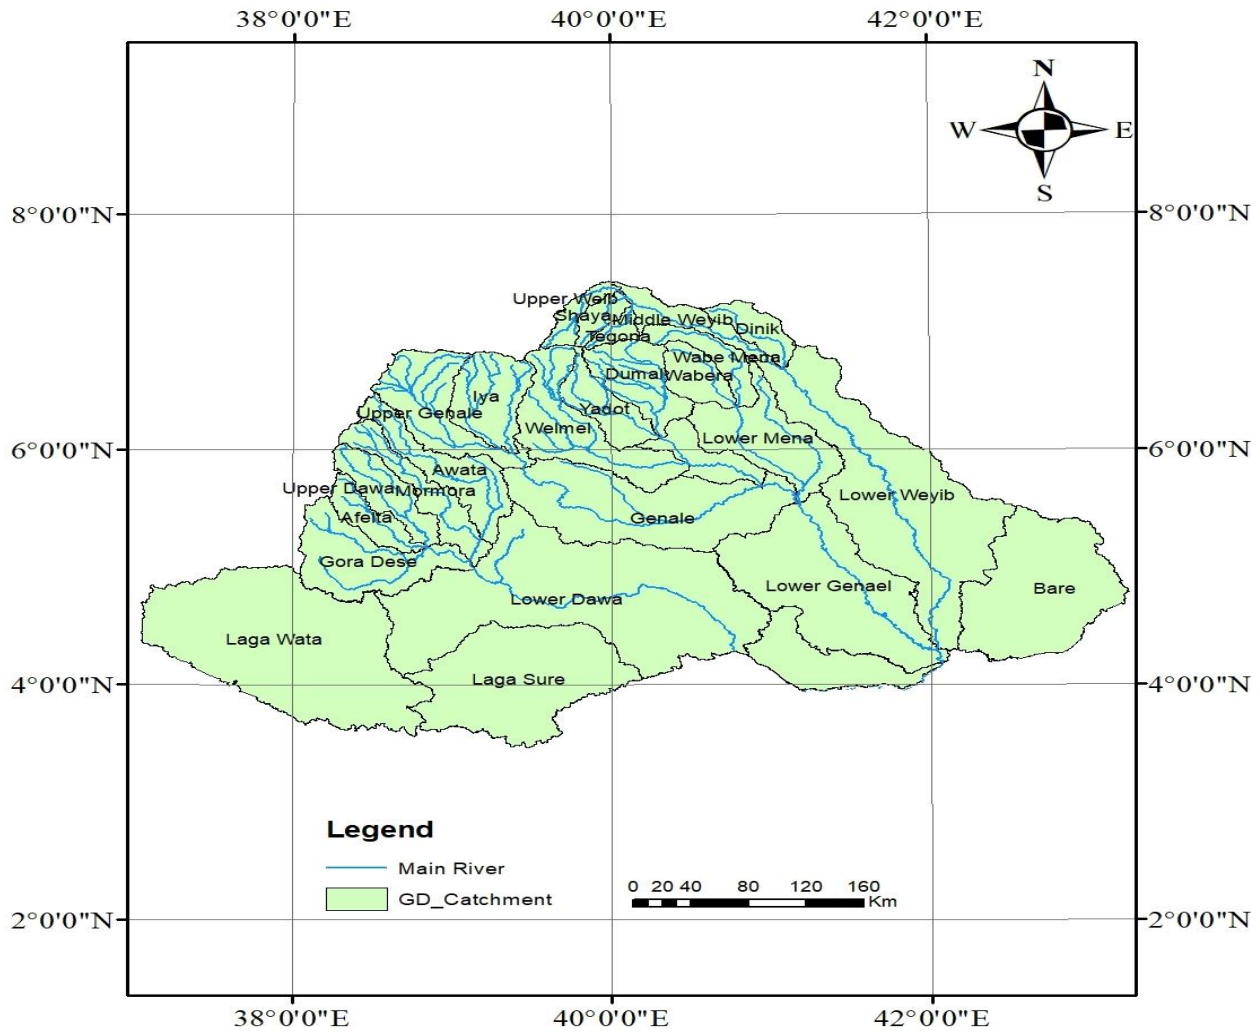 38°0'0"E 40°0'0"E 42°0'0"E
N
W E
S
8°0'0"N 8°0'0"N
Upper Weib
Shaya Middle Weyib
Dinik
Tegona
Wabe Mena
Dumal Wabera
Iya
Yadot
Upper Genale
Welmel
Lower Mena
6°0'0"N 6°0'0"N
Awata
Upper Dawa Mormora
Lower Weyib
Afelta
Genale
Gora Dese
Lower Genael
Bare
Lower Dawa
Laga Wata
Laga Sure
4°0'0"N 4°0'0"N
Legend
Main River
GD_Catchment
0 20 40 80 120 160
Km
2°0'0"N 2°0'0"N
38°0'0"E 40°0'0"E 42°0'0"E